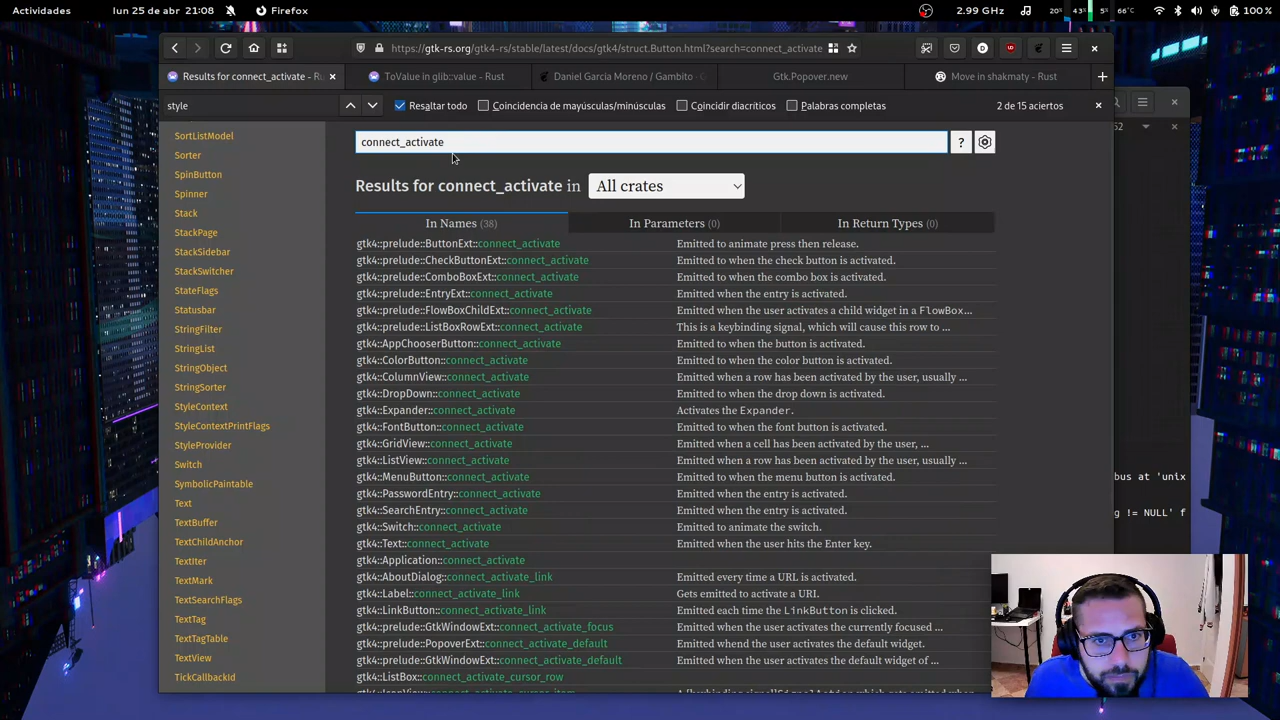 Actividades
lun 25 de abr 21:08
Firefox
2.99 GHz
20%
43°
5%
66°C
100 %
https://gtk-rs.org/gtk4-rs/stable/latest/docs/gtk4/struct.Button.html?search=connect_activate
Results for connect_activate - Ru
ToValue in glib::value - Rust
Daniel Garcia Moreno / Gambito ·
Gtk.Popover.new
Move in shakmaty - Rust
style
Resaltar todo
Coincidencia de mayúsculas/minúsculas
Coincidir diacríticos
Palabras completas
2 de 15 aciertos
SortListModel
Sorter
SpinButton
Spinner
Stack
StackPage
StackSidebar
StackSwitcher
StateFlags
Statusbar
StringFilter
StringList
StringObject
StringSorter
StyleContext
StyleContextPrintFlags
StyleProvider
Switch
SymbolicPaintable
Text
TextBuffer
TextChildAnchor
TextIter
TextMark
TextSearchFlags
TextTag
TextTagTable
TextView
TickCallbackId
connect_activate
?
Results for connect_activate in All crates
In Names (38)
In Parameters (0)
In Return Types (0)
gtk4::prelude::ButtonExt::connect_activate Emitted to animate press then release.
gtk4::prelude::CheckButtonExt::connect_activate Emitted to when the check button is activated.
gtk4::prelude::ComboBoxExt::connect_activate Emitted to when the combo box is activated.
gtk4::prelude::EntryExt::connect_activate Emitted when the entry is activated.
gtk4::prelude::FlowBoxChildExt::connect_activate Emitted when the user activates a child widget in a FlowBox…
gtk4::prelude::ListBoxRowExt::connect_activate This is a keybinding signal, which will cause this row to …
gtk4::AppChooserButton::connect_activate Emitted to when the button is activated.
gtk4::ColorButton::connect_activate Emitted to when the color button is activated.
gtk4::ColumnView::connect_activate Emitted when a row has been activated by the user, usually …
gtk4::DropDown::connect_activate Emitted to when the drop down is activated.
gtk4::Expander::connect_activate Activates the Expander.
gtk4::FontButton::connect_activate Emitted to when the font button is activated.
gtk4::GridView::connect_activate Emitted when a cell has been activated by the user, …
gtk4::ListView::connect_activate Emitted when a row has been activated by the user, usually …
gtk4::MenuButton::connect_activate Emitted to when the menu button is activated.
gtk4::PasswordEntry::connect_activate Emitted when the entry is activated.
gtk4::SearchEntry::connect_activate Emitted when the entry is activated.
gtk4::Switch::connect_activate Emitted to animate the switch.
gtk4::Text::connect_activate Emitted when the user hits the Enter key.
gtk4::Application::connect_activate
gtk4::AboutDialog::connect_activate_link Emitted every time a URL is activated.
gtk4::Label::connect_activate_link Gets emitted to activate a URI.
gtk4::LinkButton::connect_activate_link Emitted each time the LinkButton is clicked.
gtk4::prelude::GtkWindowExt::connect_activate_focus Emitted when the user activates the currently focused …
gtk4::prelude::PopoverExt::connect_activate_default Emitted whend the user activates the default widget.
gtk4::prelude::GtkWindowExt::connect_activate_default Emitted when the user activates the default widget of …
gtk4::ListBox::connect_activate_cursor_row
52
bus at 'unix
g != NULL' f